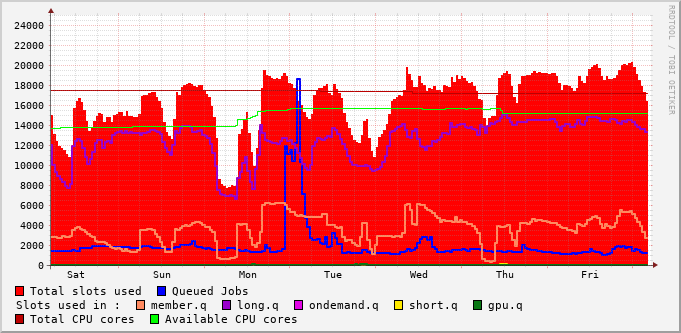 24000
22000
20000
18000
16000
14000
12000
10000
8000
6000
4000
2000
0
Sat Sun Mon Tue Wed Thu Fri
RRDTOOL / TOBI OETIKER
Total slots used Queued Jobs
Slots used in : member.q long.q ondemand.q short.q gpu.q
Total CPU cores Available CPU cores